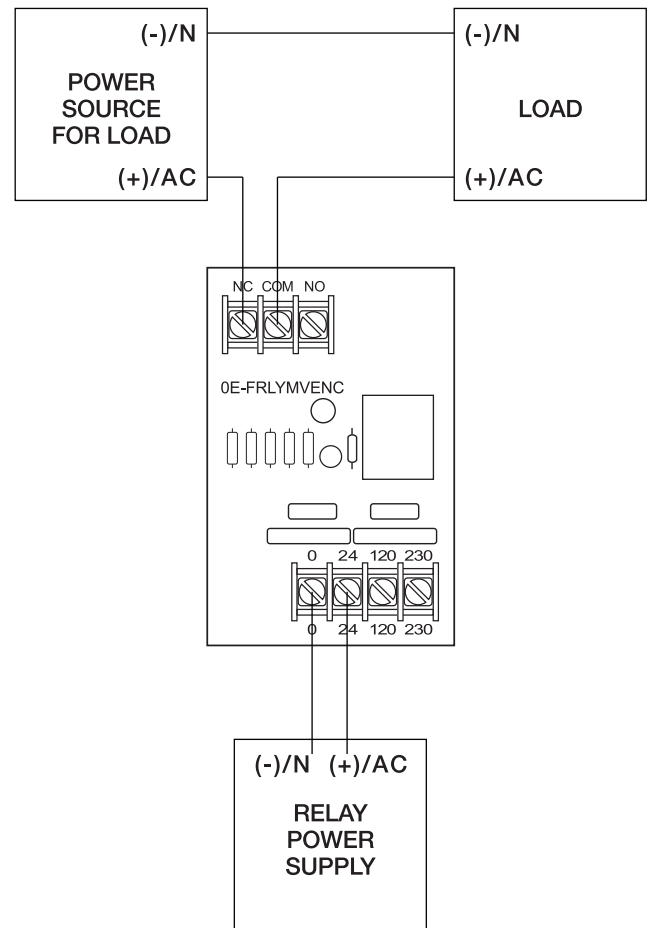 (-)/N
POWER
SOURCE
FOR LOAD
(+)/AC
(-)/N
LOAD
(+)/AC
NC COM NO
0E-FRLYMVENC
0 24 120 230
0 24 120 230
(-)/N (+)/AC
RELAY
POWER
SUPPLY